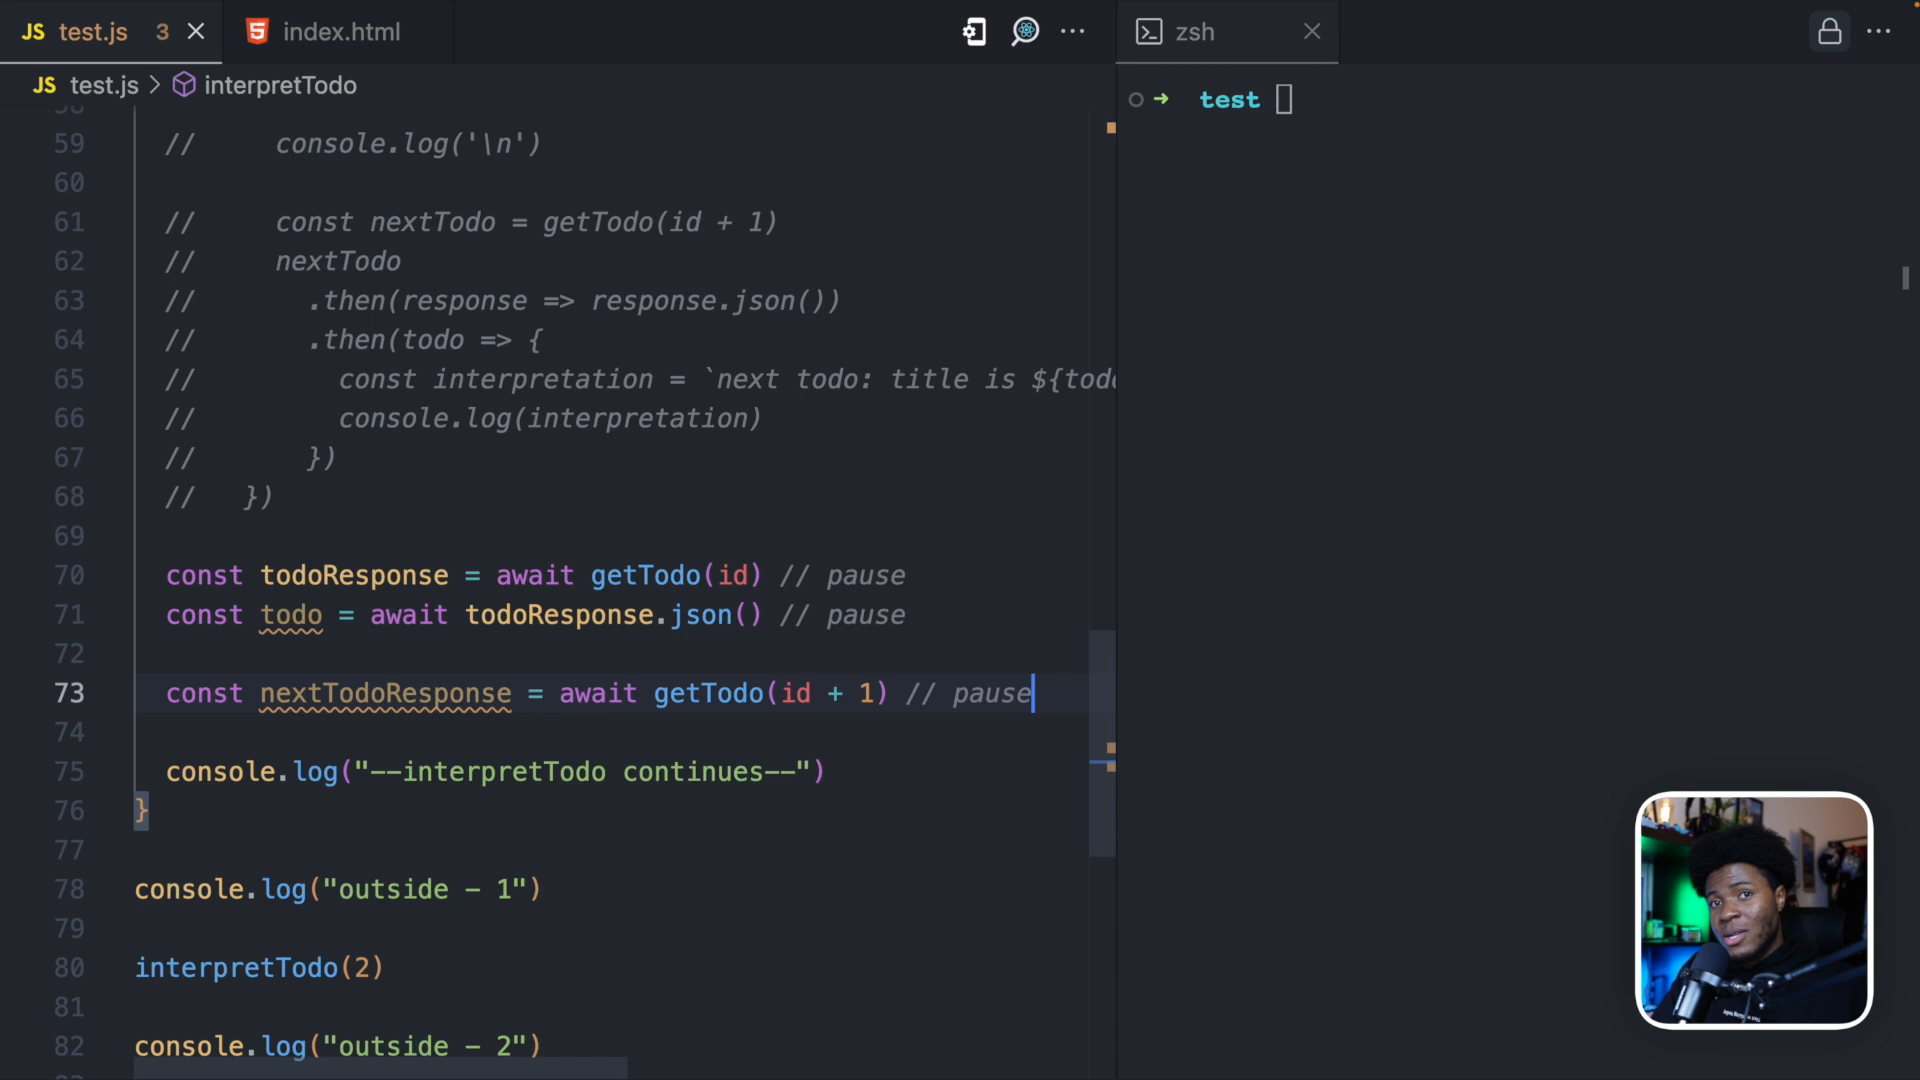 JS test.js 3 index.html
zsh
JS test.js > interpretTodo
test
59 // console.log('\n')
60
61 // const nextTodo = getTodo(id + 1)
62 // nextTodo
63 // .then(response => response.json())
64 // .then(todo => {
65 // const interpretation = `next todo: title is ${todo
66 // console.log(interpretation)
67 // })
68 // })
69
70 const todoResponse = await getTodo(id) // pause
71 const todo = await todoResponse.json() // pause
72
73 const nextTodoResponse = await getTodo(id + 1) // pause
74
75 console.log("--interpretTodo continues--")
76 }
77
78 console.log("outside - 1")
79
80 interpretTodo(2)
81
82 console.log("outside - 2")